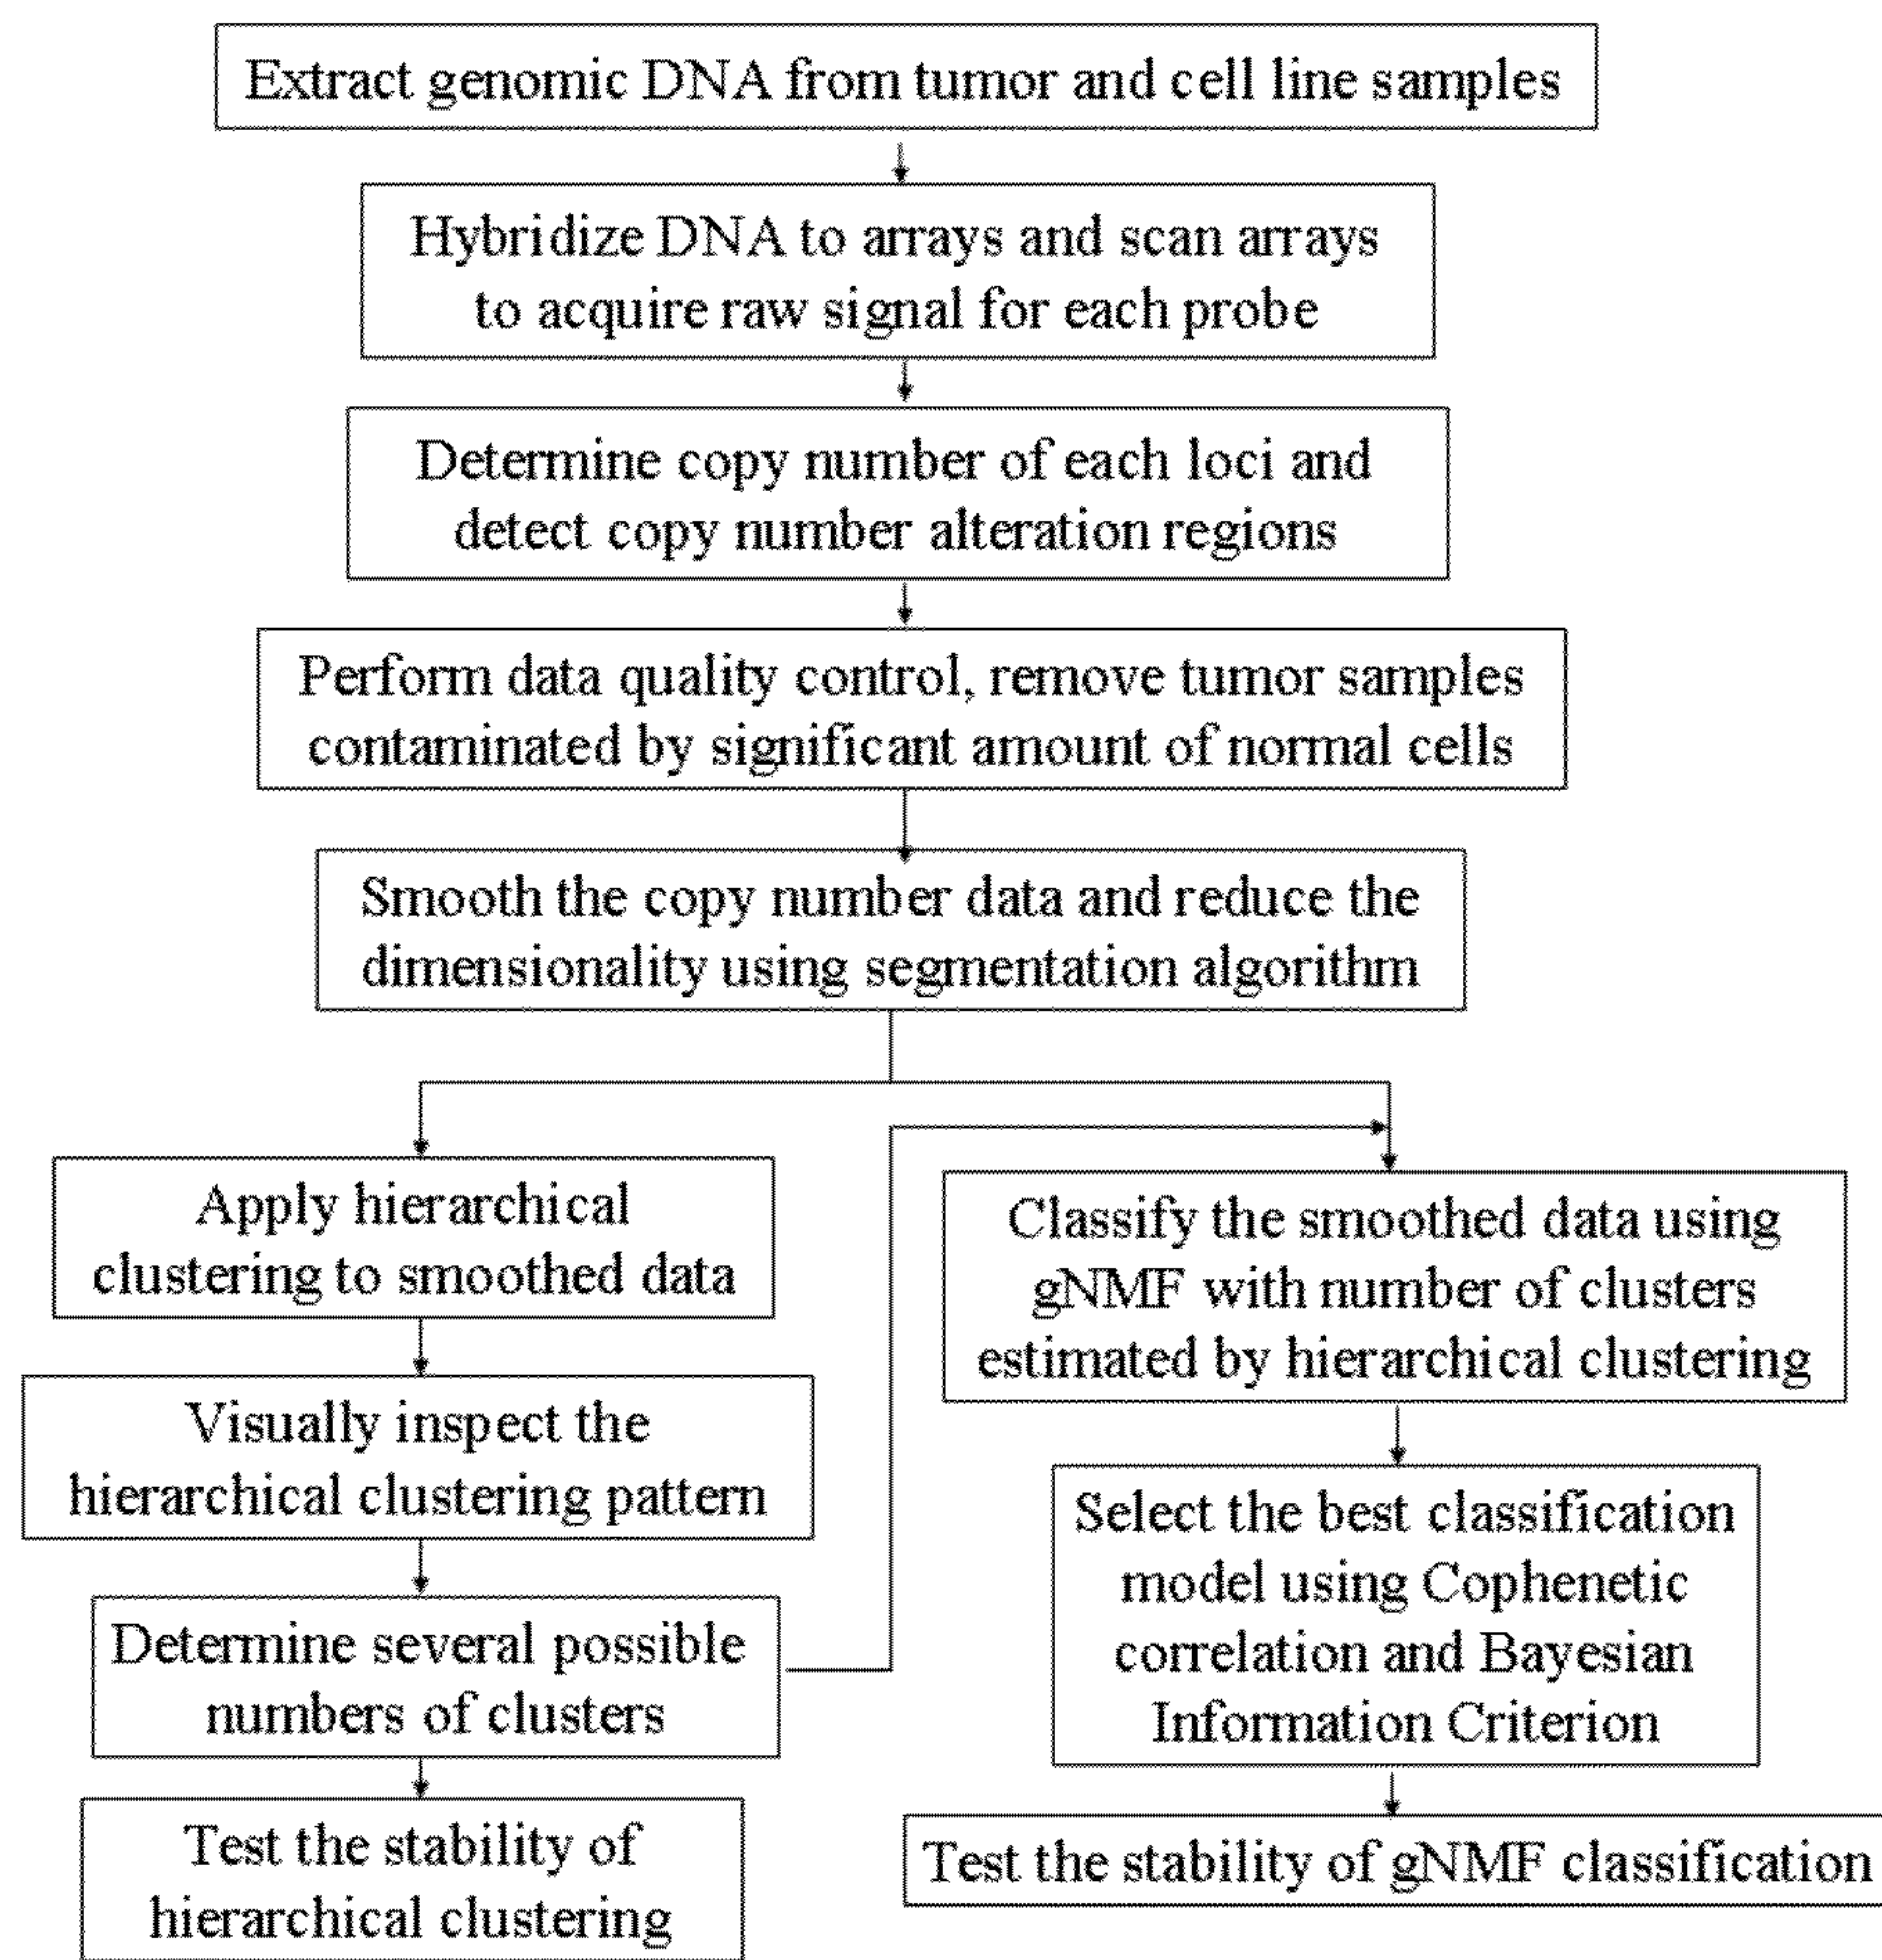 Extract genomic DNA from tumor and cell line samples
Hybridize DNA to arrays and scan arrays
to acquire raw signal for each probe
Determine copy number of each loci and
detect copy number alteration regions
Perform data quality control, remove tumor samples
contaminated by significant amount of normal cells
Smooth the copy number data and reduce the
dimensionality using segmentation algorithm
Apply hierarchical
clustering to smoothed data
Visually inspect the
hierarchical clustering pattern
Determine several possible
numbers of clusters
Test the stability of
hierarchical clustering
Classify the smoothed data using
gNMF with number of clusters
estimated by hierarchical clustering
Select the best classification
model using Cophenetic
correlation and Bayesian
Information Criterion
Test the stability of gNMF classification